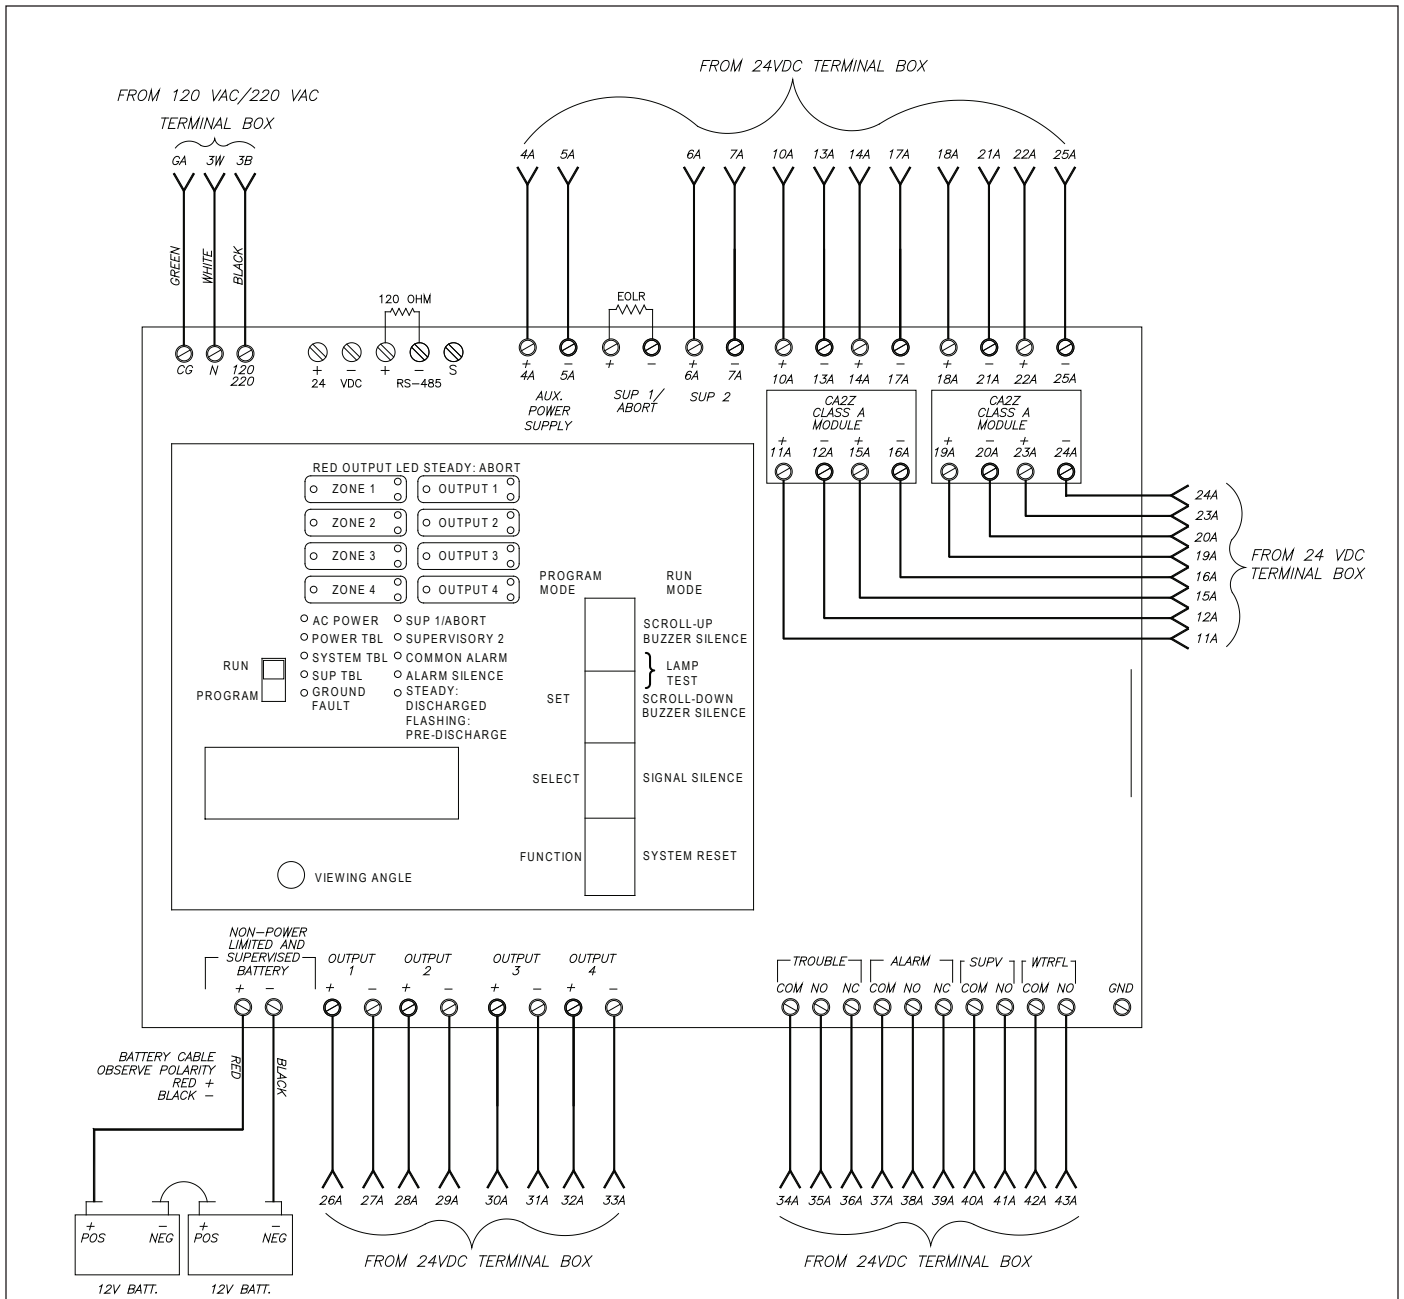 FROM 24VDC TERMINAL BOX
FROM 120 VAC/220 VAC
TERMINAL BOX
GA 3W 3B
4A 5A 6A 7A 10A 13A 14A 17A 18A 21A 22A 25A
GREEN
WHITE
BLACK
120 OHM
EOLR
CG N 120
220
+ − + − S
24 VDC RS-485
+ − + − + − + − + − + − + −
4A 5A 6A 7A 10A 13A 14A 17A 18A 21A 22A 25A
AUX.
POWER
SUPPLY
SUP 1/
ABORT
SUP 2
CA2Z
CLASS A
MODULE
+ − + −
11A 12A 15A 16A
CA2Z
CLASS A
MODULE
+ − + −
19A 20A 23A 24A
24A
23A
20A
19A
16A
15A
12A
11A
FROM 24 VDC
TERMINAL BOX
RED OUTPUT LED STEADY: ABORT
ZONE 1 OUTPUT 1
ZONE 2 OUTPUT 2
ZONE 3 OUTPUT 3
ZONE 4 OUTPUT 4
AC POWER
POWER TBL
SYSTEM TBL
SUP TBL
GROUND
FAULT
SUP 1/ABORT
SUPERVISORY 2
COMMON ALARM
ALARM SILENCE
STEADY:
DISCHARGED
FLASHING:
PRE-DISCHARGE
RUN
PROGRAM
PROGRAM
MODE
RUN
MODE
SCROLL-UP
BUZZER SILENCE
LAMP
TEST
SET
SCROLL-DOWN
BUZZER SILENCE
SELECT
SIGNAL SILENCE
FUNCTION
SYSTEM RESET
VIEWING ANGLE
NON-POWER
LIMITED AND
SUPERVISED
BATTERY
+ −
OUTPUT
1
+ −
OUTPUT
2
+ −
OUTPUT
3
+ −
OUTPUT
4
+ −
TROUBLE ALARM SUPV WTRFL
COM NO NC COM NO NC COM NO COM NO GND
BATTERY CABLE
OBSERVE POLARITY
RED +
BLACK −
RED
BLACK
26A 27A 28A 29A 30A 31A 32A 33A
34A 35A 36A 37A 38A 39A 40A 41A 42A 43A
+ − + −
POS NEG POS NEG
12V BATT. 12V BATT.
FROM 24VDC TERMINAL BOX
FROM 24VDC TERMINAL BOX